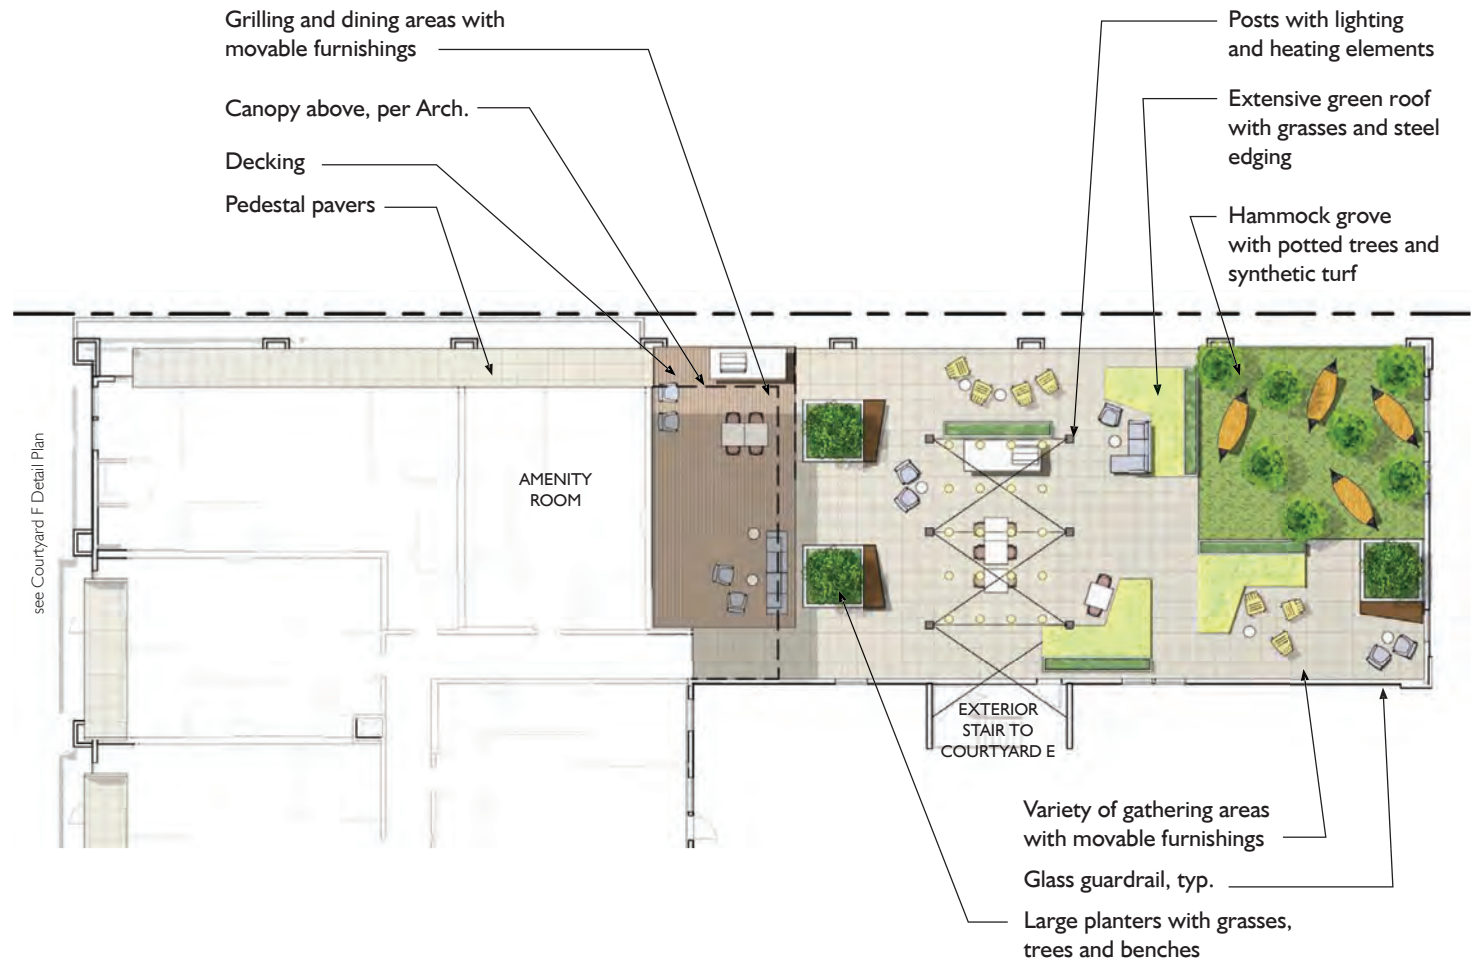 Grilling and dining areas with
movable furnishings
Canopy above, per Arch.
Decking
Pedestal pavers
Posts with lighting
and heating elements
Extensive green roof
with grasses and steel
edging
Hammock grove
with potted trees and
synthetic turf
see Courtyard F Detail Plan
AMENITY
ROOM
EXTERIOR
STAIR TO
COURTYARD E
Variety of gathering areas
with movable furnishings
Glass guardrail, typ.
Large planters with grasses,
trees and benches